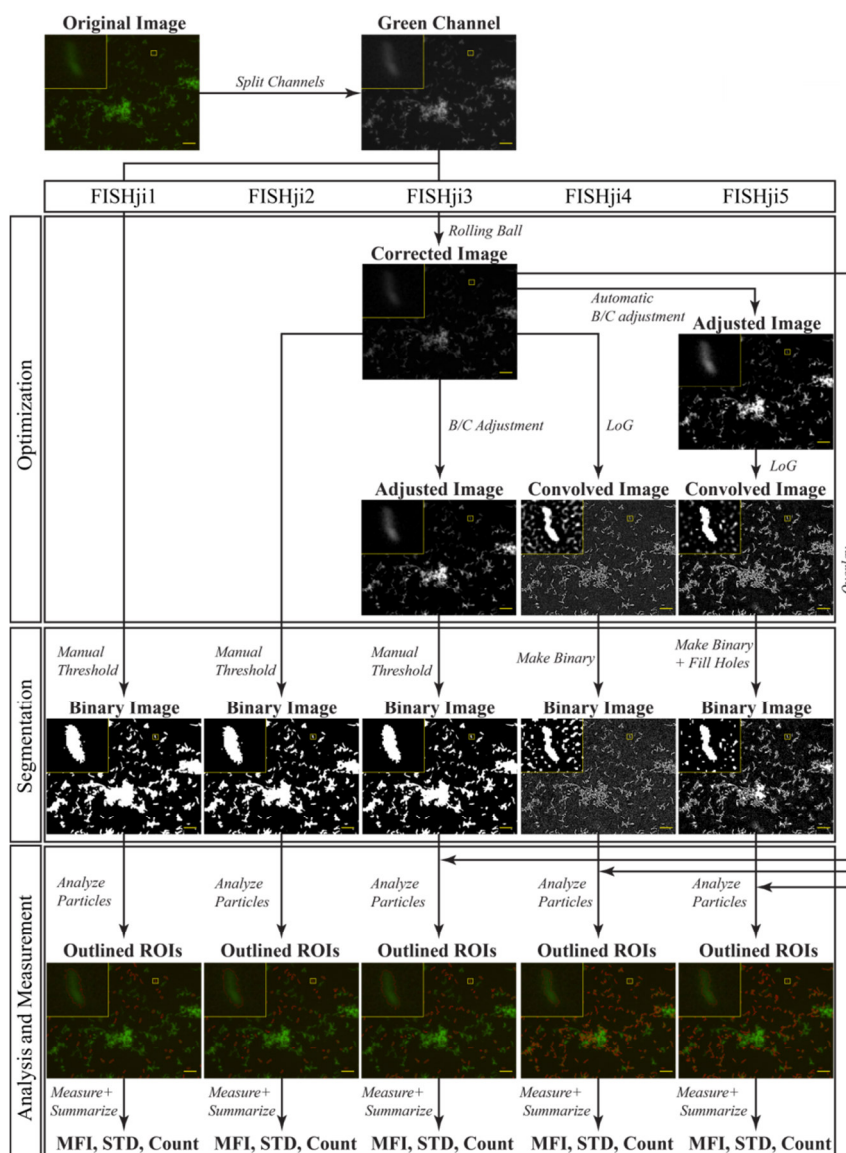 Original Image
Green Channel
Split Channels
FISHji1
FISHji2
FISHji3
FISHji4
FISHji5
Optimization
Rolling Ball
Corrected Image
Automatic
B/C adjustment
Adjusted Image
B/C Adjustment
LoG
LoG
Adjusted Image
Convolved Image
Convolved Image
Overlay
Segmentation
Manual
Threshold
Manual
Threshold
Manual
Threshold
Make Binary
Make Binary
+ Fill Holes
Binary Image
Binary Image
Binary Image
Binary Image
Binary Image
Analysis and Measurement
Analyze
Particles
Analyze
Particles
Analyze
Particles
Analyze
Particles
Analyze
Particles
Outlined ROIs
Outlined ROIs
Outlined ROIs
Outlined ROIs
Outlined ROIs
Measure+
Summarize
Measure+
Summarize
Measure+
Summarize
Measure+
Summarize
Measure+
Summarize
MFI, STD, Count
MFI, STD, Count
MFI, STD, Count
MFI, STD, Count
MFI, STD, Count